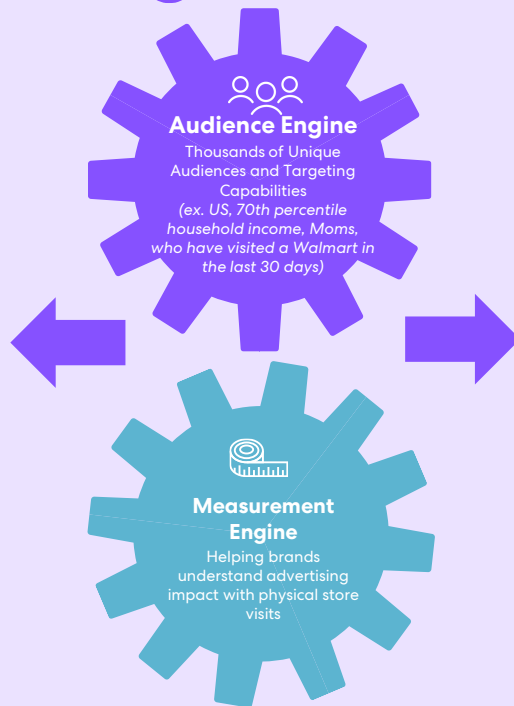 Audience Engine
Thousands of Unique
Audiences and Targeting
Capabilities
(ex. US, 70th percentile
household income, Moms,
who have visited a Walmart in
the last 30 days)
Measurement
Engine
Helping brands
understand advertising
impact with physical store
visits